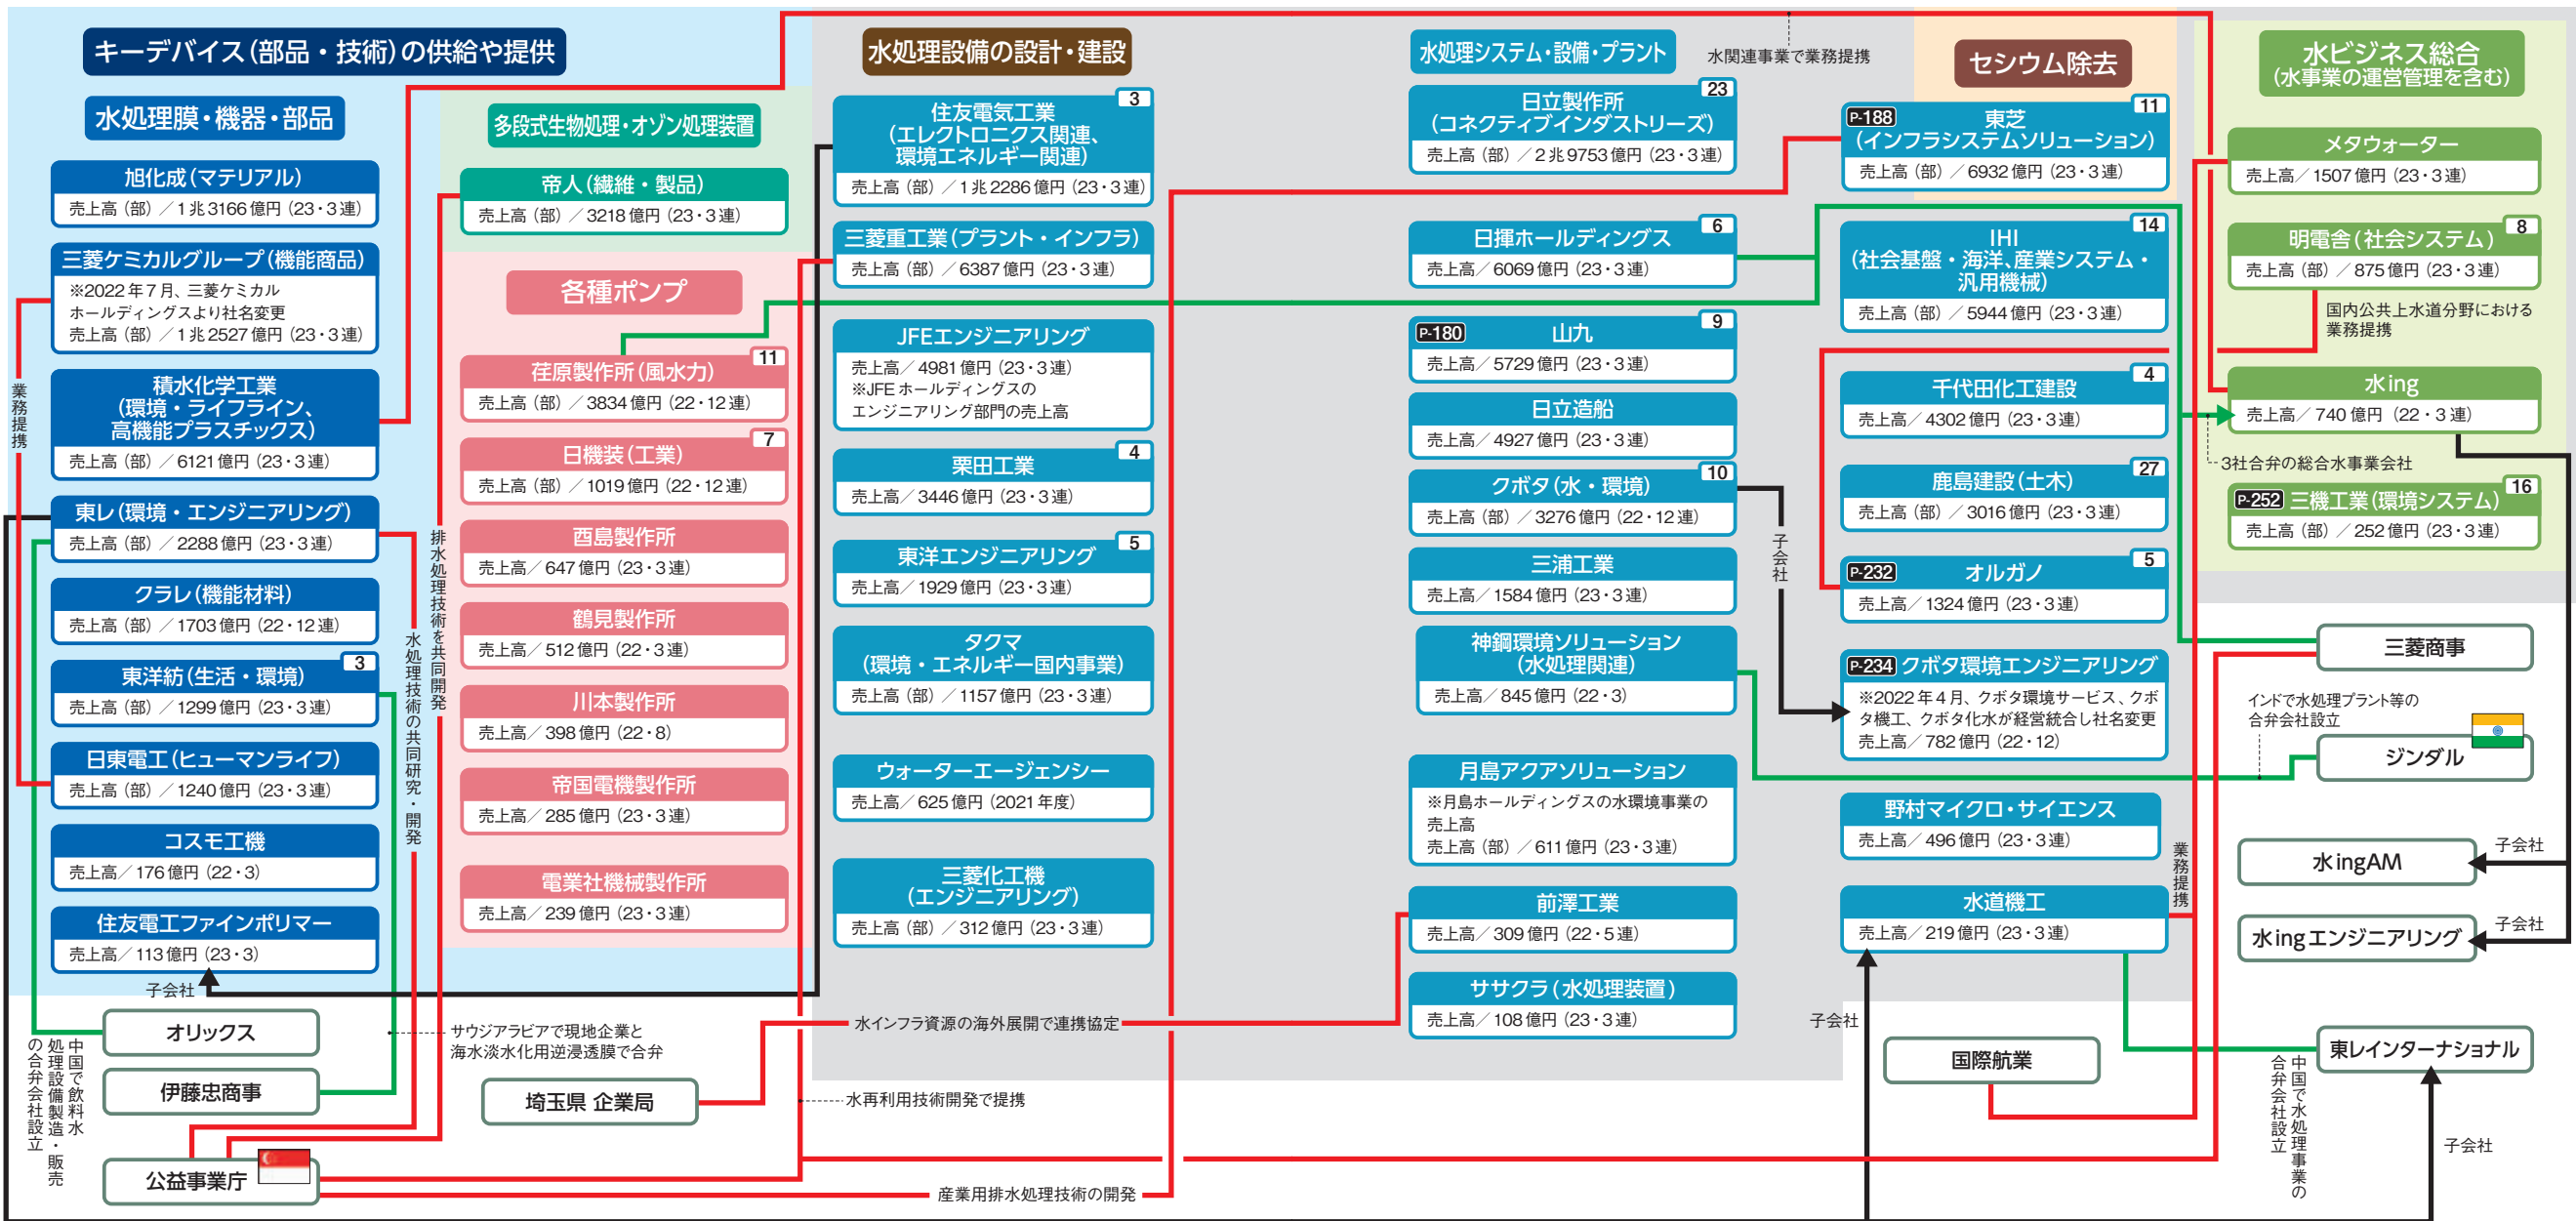 キーデバイス(部品・技術)の供給や提供
水処理膜・機器・部品
旭化成(マテリアル)
売上高(部)／1兆3166億円(23・3連)
三菱ケミカルグループ(機能商品)
※2022年7月、三菱ケミカル
ホールディングスより社名変更
売上高(部)／1兆2527億円(23・3連)
業務提携
積水化学工業
(環境・ライフライン、
高機能プラスチックス)
売上高(部)／6121億円(23・3連)
東レ(環境・エンジニアリング)
売上高(部)／2288億円(23・3連)
クラレ(機能材料)
売上高(部)／1703億円(22・12連)
3
東洋紡(生活・環境)
売上高(部)／1299億円(23・3連)
日東電工(ヒューマンライフ)
売上高(部)／1240億円(23・3連)
コスモ工機
売上高／176億円(22・3)
住友電工ファインポリマー
売上高／113億円(23・3)
子会社
水処理技術の共同研究・開発
排水処理技術を共同開発
多段式生物処理・オゾン処理装置
帝人(繊維・製品)
売上高(部)／3218億円(23・3連)
各種ポンプ
11
荏原製作所(風水力)
売上高(部)／3834億円(22・12連)
7
日機装(工業)
売上高(部)／1019億円(22・12連)
酉島製作所
売上高／647億円(23・3連)
鶴見製作所
売上高／512億円(22・3連)
川本製作所
売上高／398億円(22・8)
帝国電機製作所
売上高／285億円(23・3連)
電業社機械製作所
売上高／239億円(23・3連)
水処理設備の設計・建設
3
住友電気工業
(エレクトロニクス関連、
環境エネルギー関連)
売上高(部)／1兆2286億円(23・3連)
三菱重工業(プラント・インフラ)
売上高(部)／6387億円(23・3連)
JFEエンジニアリング
売上高／4981億円(23・3連)
※JFEホールディングスの
エンジニアリング部門の売上高
4
栗田工業
売上高／3446億円(23・3連)
5
東洋エンジニアリング
売上高／1929億円(23・3連)
タクマ
(環境・エネルギー国内事業)
売上高(部)／1157億円(23・3連)
ウォーターエージェンシー
売上高／625億円(2021年度)
三菱化工機
(エンジニアリング)
売上高(部)／312億円(23・3連)
水処理システム・設備・プラント
水関連事業で業務提携
23
日立製作所
(コネクティブインダストリーズ)
売上高(部)／2兆9753億円(23・3連)
6
日揮ホールディングス
売上高／6069億円(23・3連)
9
P-180 山九
売上高／5729億円(23・3連)
日立造船
売上高／4927億円(23・3連)
10
クボタ(水・環境)
売上高(部)／3276億円(22・12連)
子会社
三浦工業
売上高／1584億円(23・3連)
神鋼環境ソリューション
(水処理関連)
売上高／845億円(22・3)
月島アクアソリューション
※月島ホールディングスの水環境事業の
売上高
売上高(部)／611億円(23・3連)
前澤工業
売上高／309億円(22・5連)
ササクラ(水処理装置)
売上高／108億円(23・3連)
セシウム除去
11
P-188 東芝
(インフラシステムソリューション)
売上高(部)／6932億円(23・3連)
14
IHI
(社会基盤・海洋、産業システム・
汎用機械)
売上高(部)／5944億円(23・3連)
4
千代田化工建設
売上高／4302億円(23・3連)
27
鹿島建設(土木)
売上高(部)／3016億円(23・3連)
5
P-232 オルガノ
売上高／1324億円(23・3連)
P-234 クボタ環境エンジニアリング
※2022年4月、クボタ環境サービス、クボ
タ機工、クボタ化水が経営統合し社名変更
売上高／782億円(22・12)
野村マイクロ・サイエンス
売上高／496億円(23・3連)
業務提携
水道機工
売上高／219億円(23・3連)
子会社
水ビジネス総合
(水事業の運営管理を含む)
メタウォーター
売上高／1507億円(23・3連)
8
明電舎(社会システム)
売上高(部)／875億円(23・3連)
国内公共上水道分野における
業務提携
水ing
売上高／740億円(22・3連)
3社合弁の総合水事業会社
16
P-252 三機工業(環境システム)
売上高(部)／252億円(23・3連)
三菱商事
インドで水処理プラント等の
合弁会社設立
ジンダル
子会社
水ingAM
子会社
水ingエンジニアリング
オリックス
中国で飲料水
処理設備製造・販売
の合弁会社設立
サウジアラビアで現地企業と
海水淡水化用逆浸透膜で合弁
伊藤忠商事
公益事業庁
埼玉県 企業局
水インフラ資源の海外展開で連携協定
水再利用技術開発で提携
産業用排水処理技術の開発
国際航業
東レインターナショナル
中国で水処理事業の
合弁会社設立
子会社